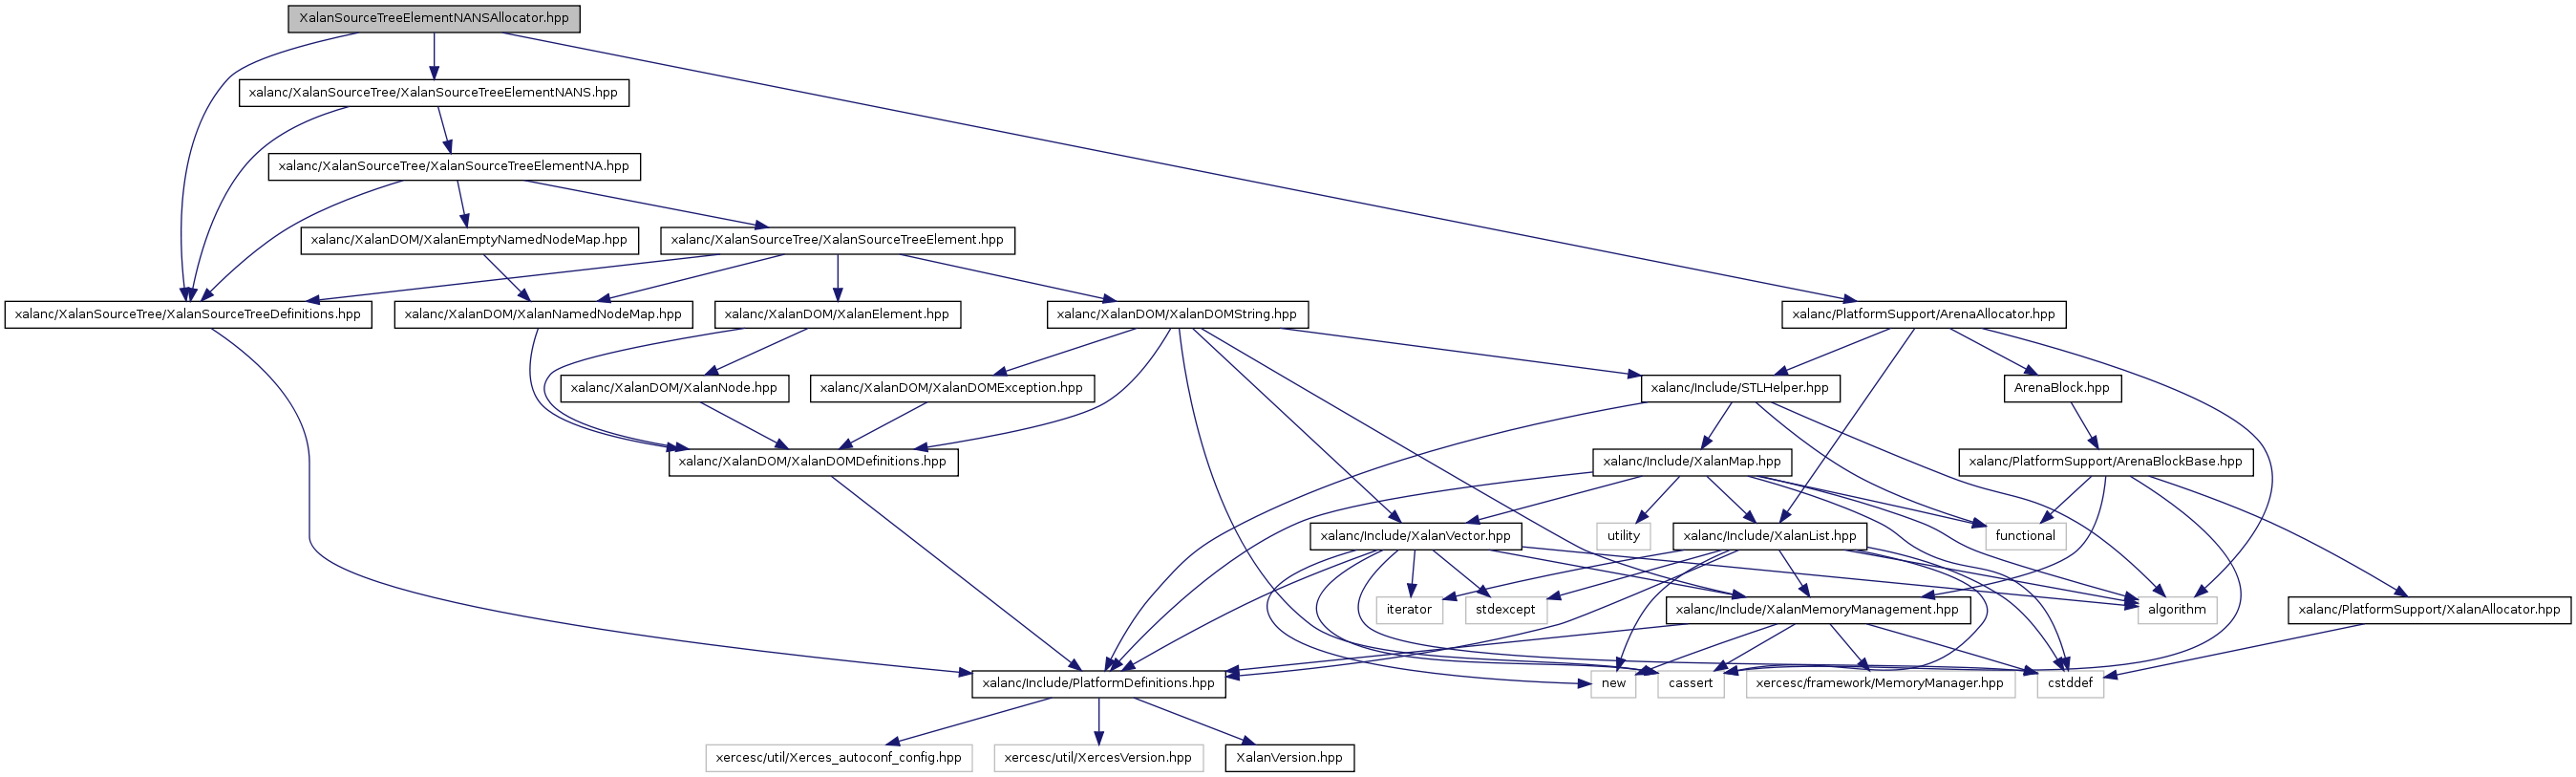 XalanSourceTreeElementNANSAllocator.hpp
xalanc/XalanSourceTree/XalanSourceTreeElementNANS.hpp
xalanc/XalanSourceTree/XalanSourceTreeElementNA.hpp
xalanc/XalanDOM/XalanEmptyNamedNodeMap.hpp
xalanc/XalanSourceTree/XalanSourceTreeElement.hpp
xalanc/XalanSourceTree/XalanSourceTreeDefinitions.hpp
xalanc/XalanDOM/XalanNamedNodeMap.hpp
xalanc/XalanDOM/XalanElement.hpp
xalanc/XalanDOM/XalanDOMString.hpp
xalanc/PlatformSupport/ArenaAllocator.hpp
xalanc/XalanDOM/XalanNode.hpp
xalanc/XalanDOM/XalanDOMException.hpp
xalanc/Include/STLHelper.hpp
ArenaBlock.hpp
xalanc/XalanDOM/XalanDOMDefinitions.hpp
xalanc/Include/XalanMap.hpp
xalanc/PlatformSupport/ArenaBlockBase.hpp
xalanc/Include/XalanVector.hpp
utility
xalanc/Include/XalanList.hpp
functional
iterator
stdexcept
xalanc/Include/XalanMemoryManagement.hpp
algorithm
xalanc/PlatformSupport/XalanAllocator.hpp
xalanc/Include/PlatformDefinitions.hpp
new
cassert
xercesc/framework/MemoryManager.hpp
cstddef
xercesc/util/Xerces_autoconf_config.hpp
xercesc/util/XercesVersion.hpp
XalanVersion.hpp